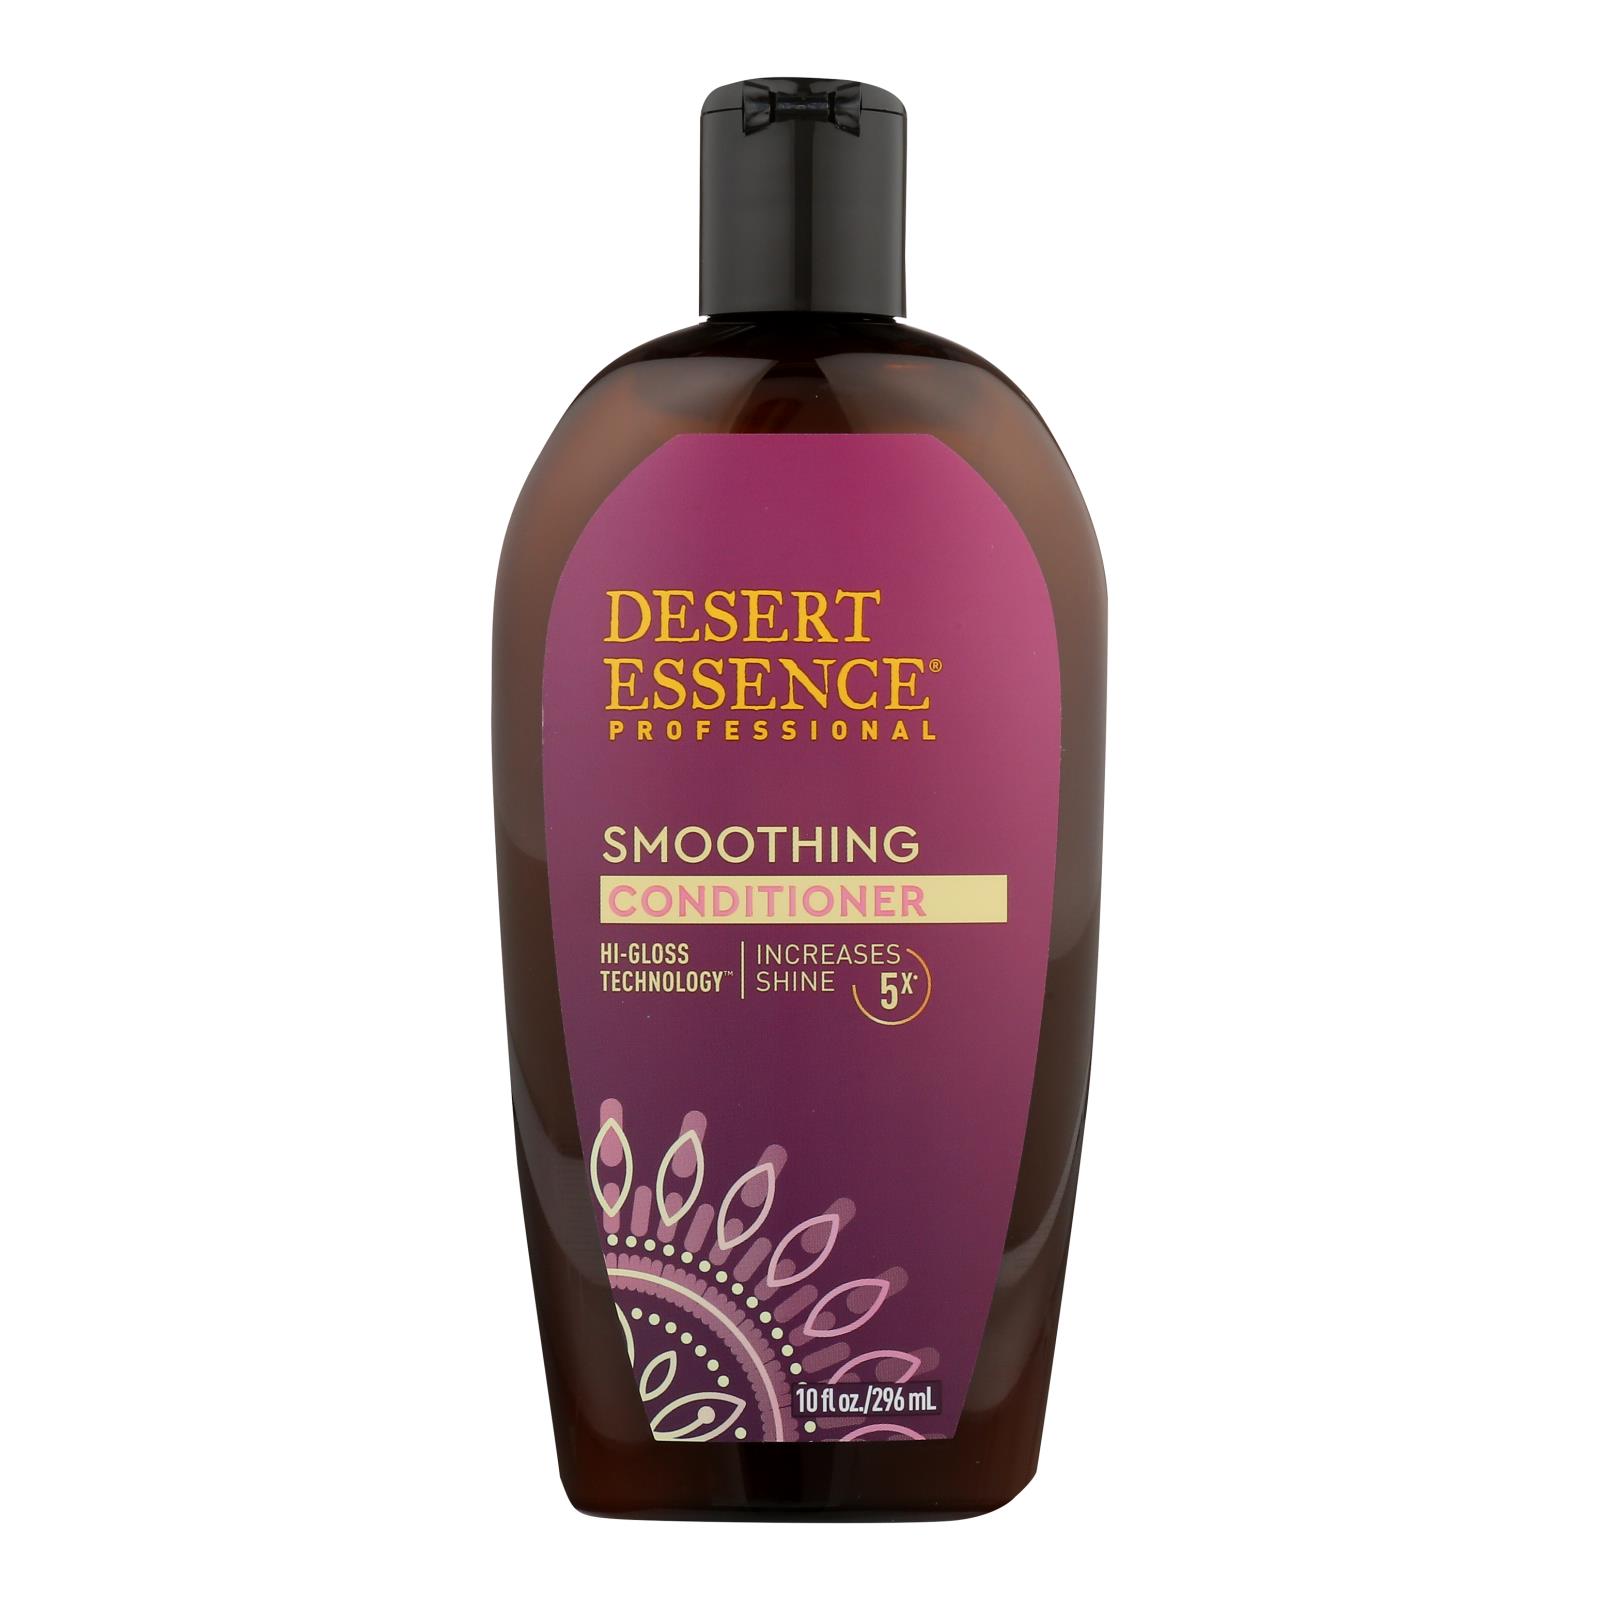 DESERT
ESSENCE®
PROFESSIONAL
SMOOTHING
CONDITIONER
HI-GLOSS
TECHNOLOGY™
INCREASES
SHINE 5X*
10 fl oz./296 mL